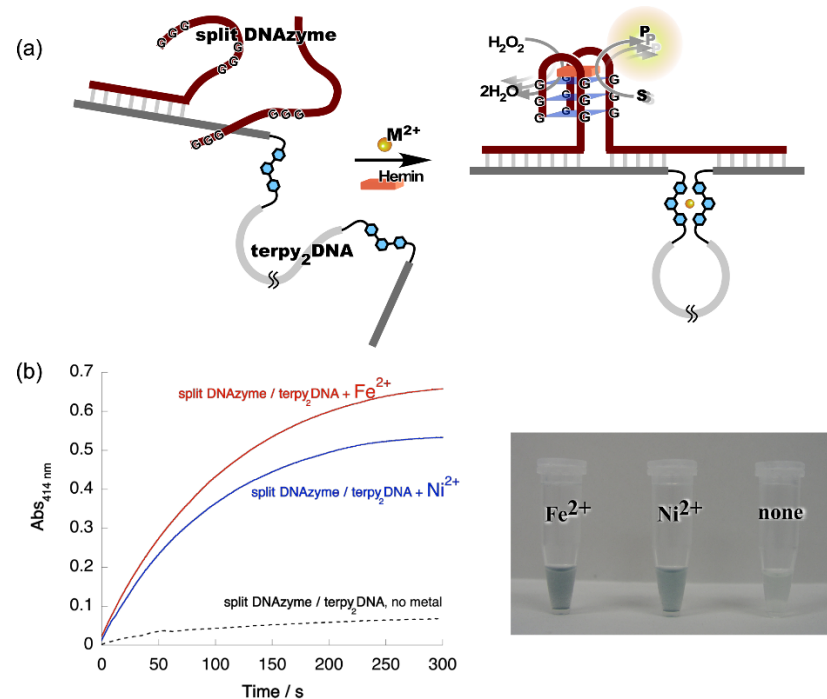 (a)
split DNAzyme
G G G
G G G
G G G
G G G
terpy2DNA
M2+
Hemin
H2O2
2H2O
P
S
G G G
G G G
G G G
(b)
Abs414 nm
0.7
0.6
0.5
0.4
0.3
0.2
0.1
0
split DNAzyme / terpy2DNA + Fe2+
split DNAzyme / terpy2DNA + Ni2+
split DNAzyme / terpy2DNA, no metal
0 50 100 150 200 250 300
Time / s
Fe2+
Ni2+
none